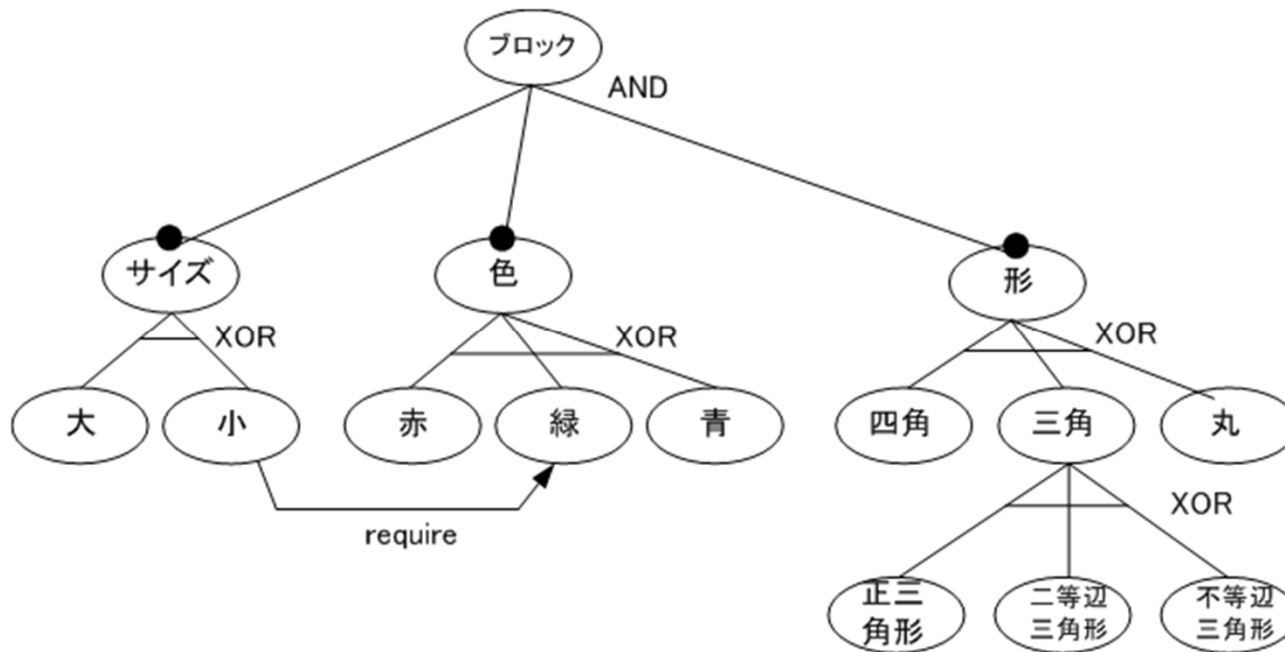 ブロック
AND
サイズ
色
形
XOR
XOR
XOR
大
小
赤
緑
青
四角
三角
丸
require
XOR
正三
角形
二等辺
三角形
不等辺
三角形